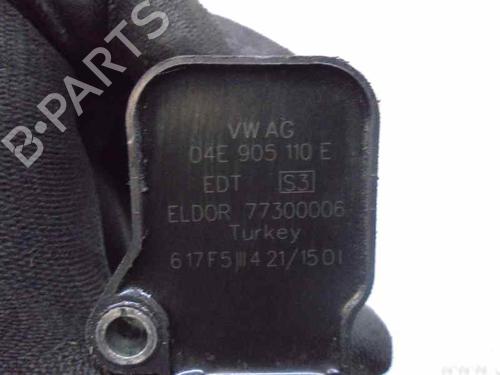 B-PARTS
VW AG
04E 905 110 E
EDT S3
ELDOR 77300006
Turkey
617F5III421/1501